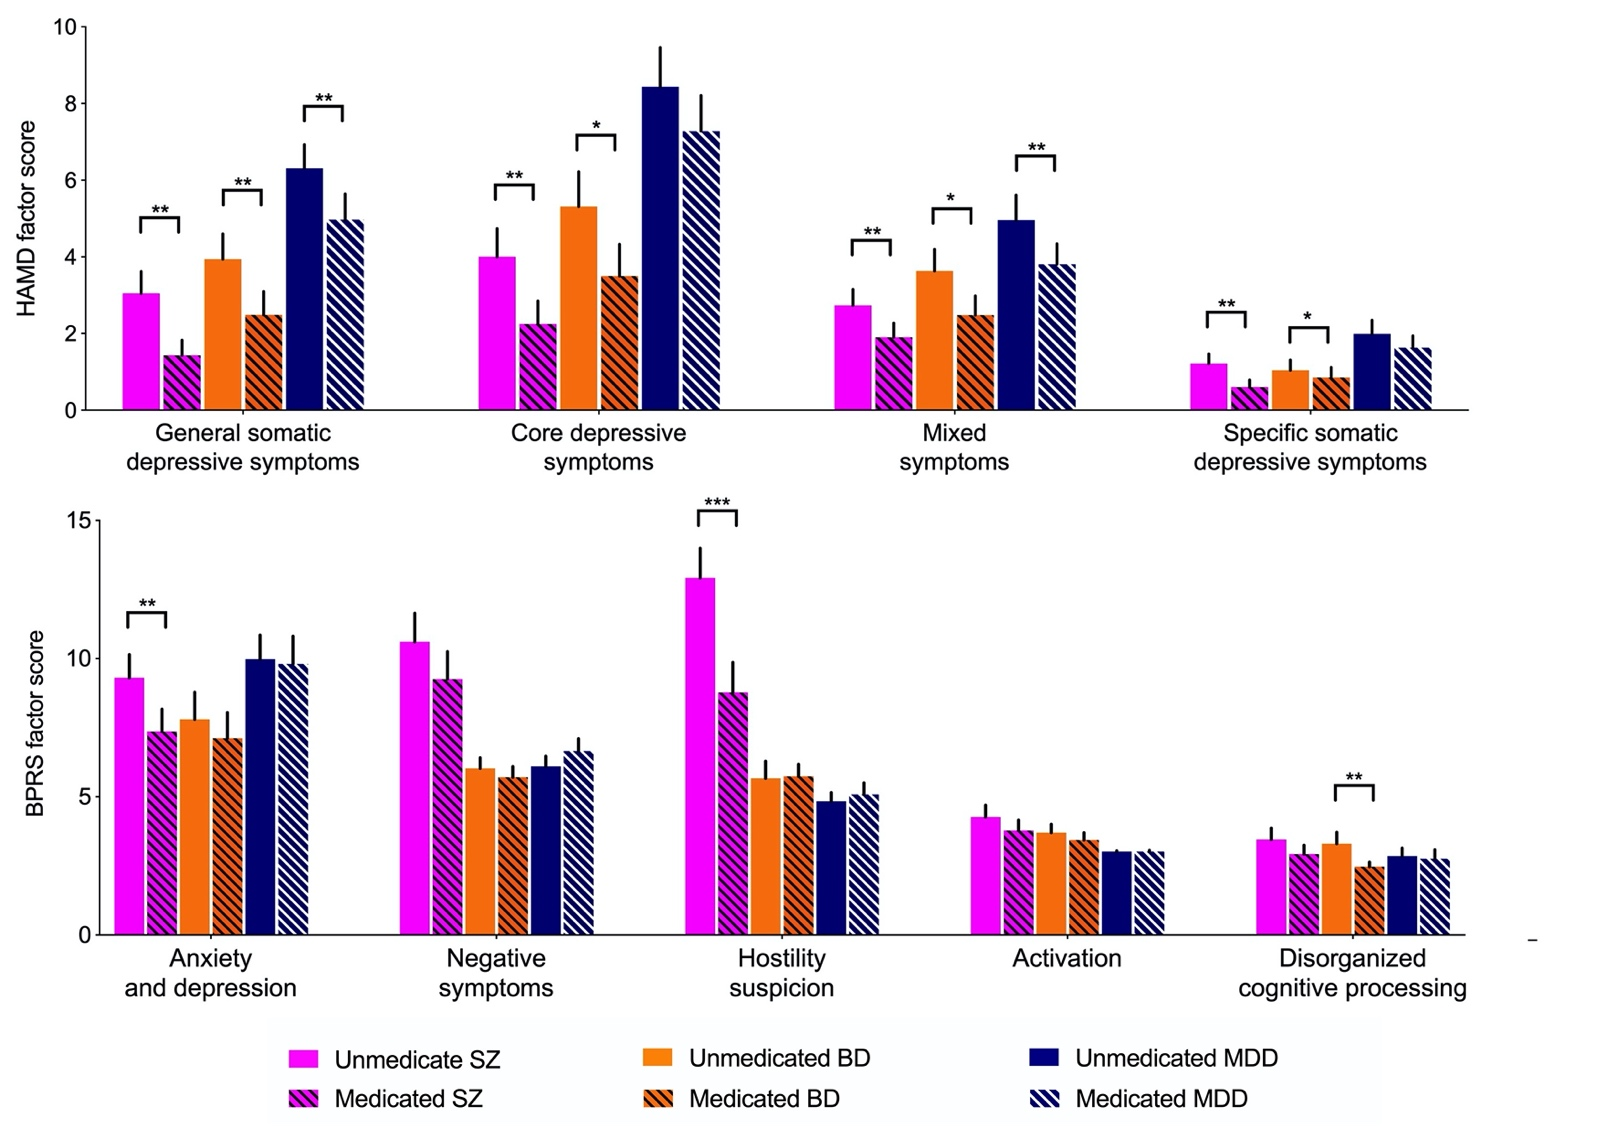 10
8
6
4
2
0
HAMD factor score
**
**
**
**
*
**
*
**
**
*
General somatic
depressive symptoms
Core depressive
symptoms
Mixed
symptoms
Specific somatic
depressive symptoms
15
10
5
0
BPRS factor score
**
***
**
Anxiety
and depression
Negative
symptoms
Hostility
suspicion
Activation
Disorganized
cognitive processing
Unmedicate SZ
Unmedicated BD
Unmedicated MDD
Medicated SZ
Medicated BD
Medicated MDD